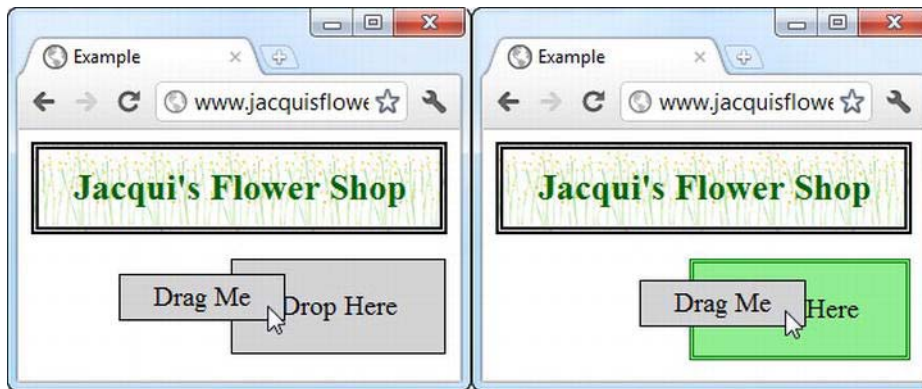 Example
www.jacquisflowe
Jacqui's Flower Shop
Drag Me
Drop Here
Example
www.jacquisflowe
Jacqui's Flower Shop
Drag Me
Here